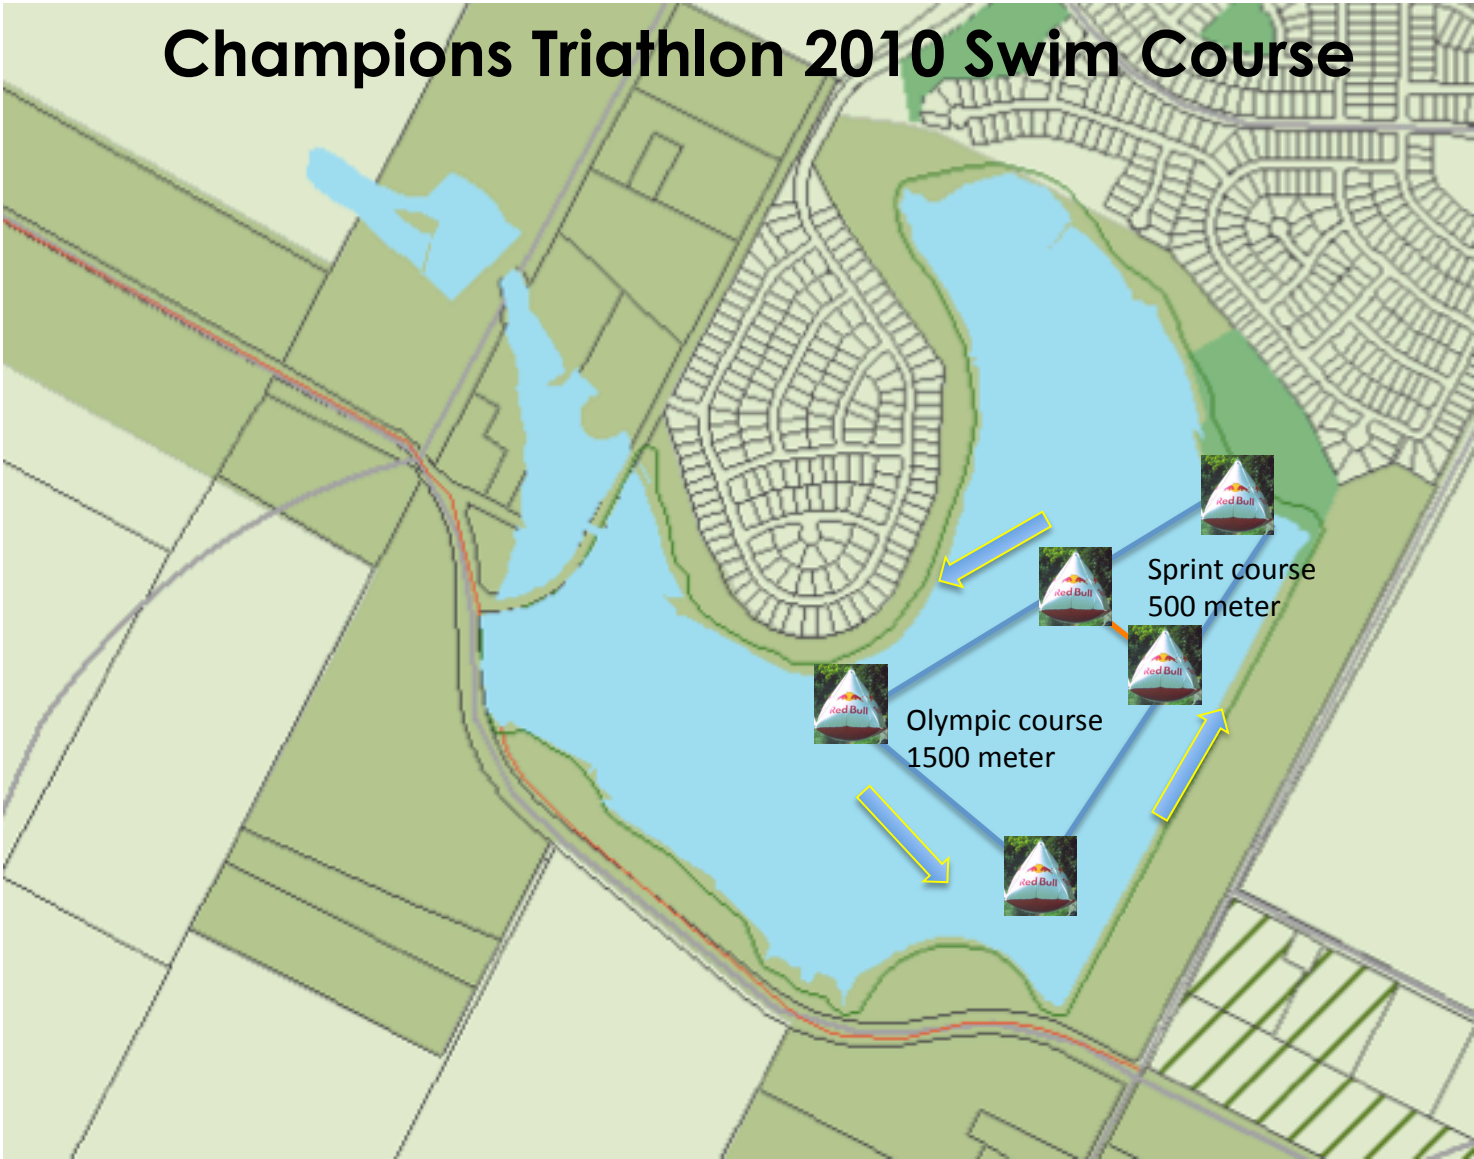 Champions Triathlon 2010 Swim Course
Red Bull
Red Bull
Sprint course
500 meter
Red Bull
Red Bull
Olympic course
1500 meter
Red Bull